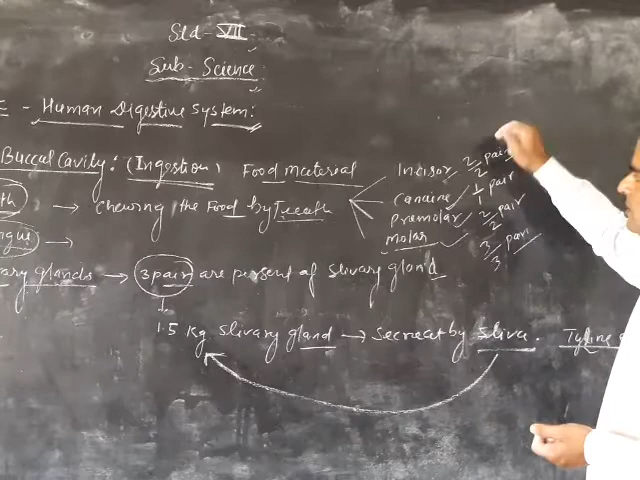 Std - VII
Sub- Science
E - Human Digestive System:
Buccal Cavity: (Ingestion) Food material
Incisor 2/2 pair
Canaine 1/1 pair
Premolar 2/2 pair
molar 3/3 pair
th → chewing the Food by Teeath
ngue →
ary glands → 3 pair are persent of slivary gland
1.5 Kg slivary gland → Secreat by Sliva. Tyline